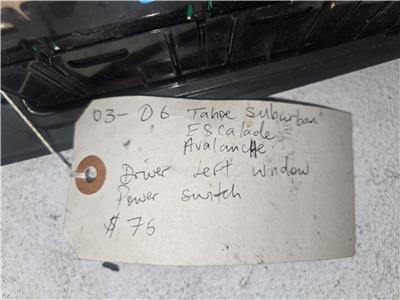 03-06 Tahoe Suburban
ESCalade
Avalanche
Driver Left window
Power switch
$75